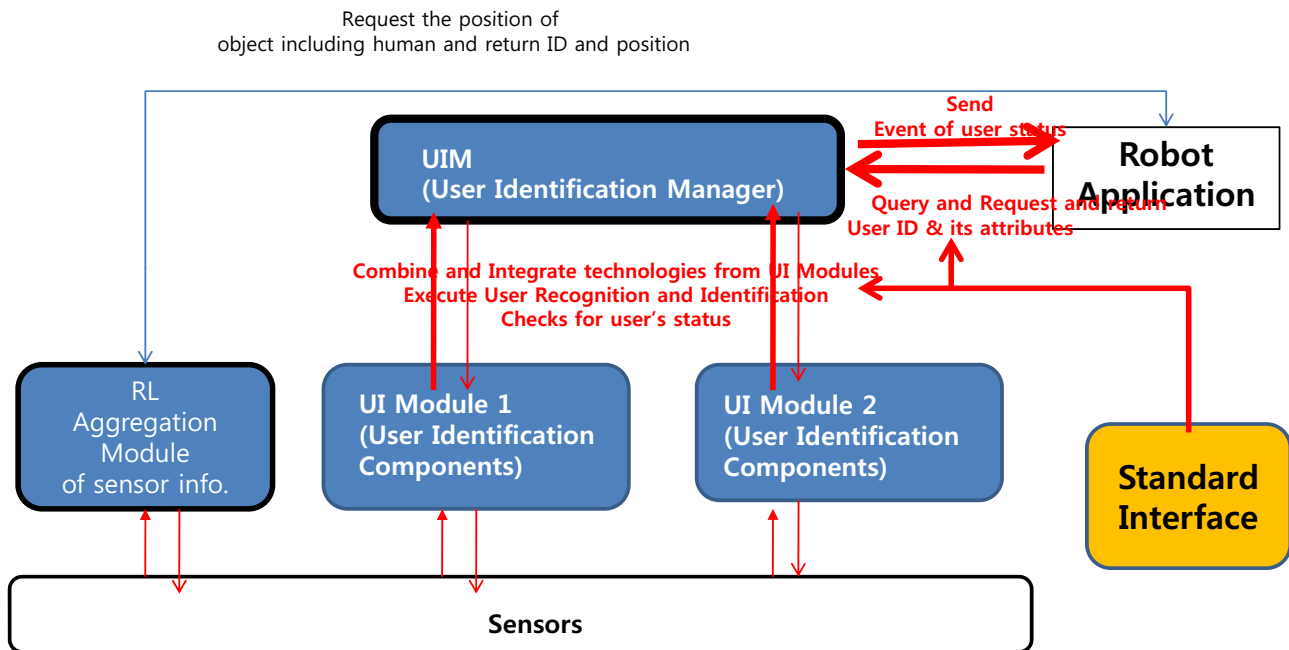 Request the position of
object including human and return ID and position
Send
Event of user status
UIM
(User Identification Manager)
Robot
Application
Query and Request and return
User ID & its attributes
Combine and Integrate technologies from UI Modules
Execute User Recognition and Identification
Checks for user's status
RL
Aggregation
Module
of sensor info.
UI Module 1
(User Identification
Components)
UI Module 2
(User Identification
Components)
Standard
Interface
Sensors